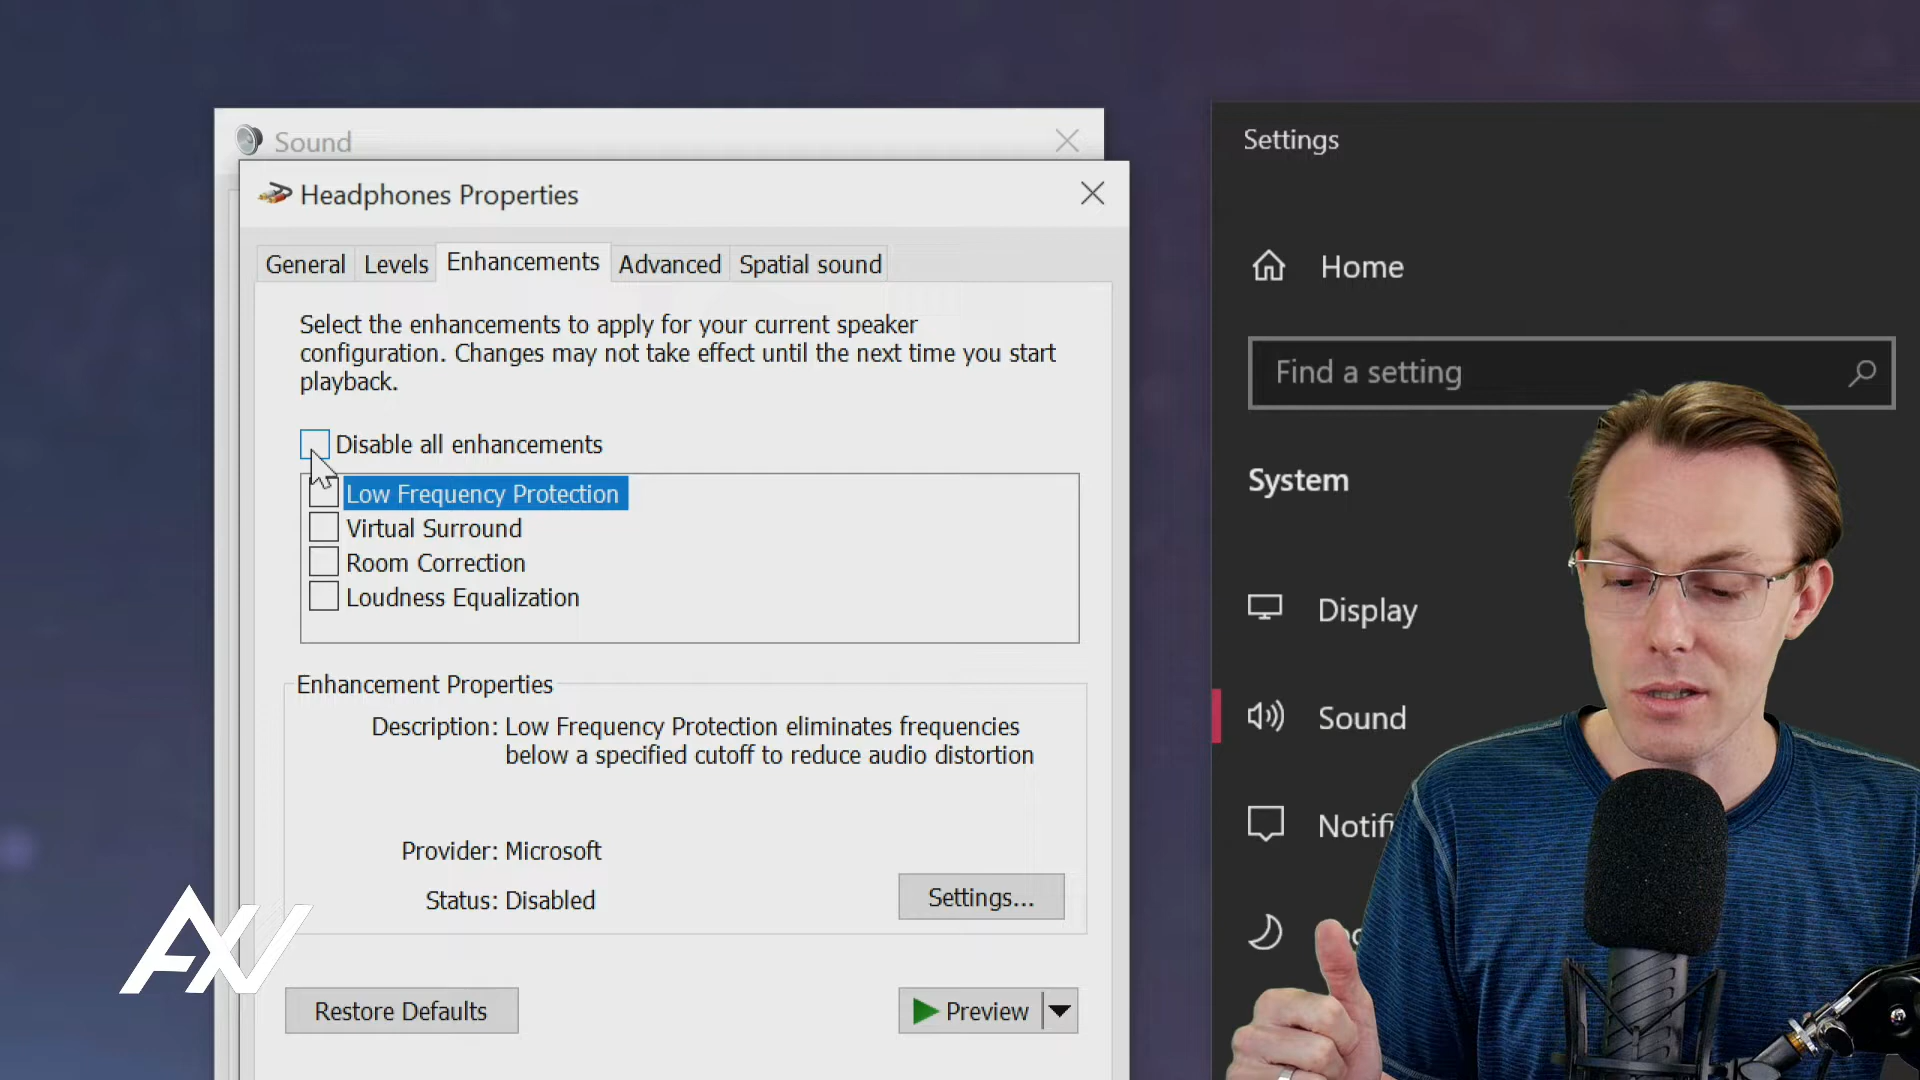 Sound
Headphones Properties
General
Levels
Enhancements
Advanced
Spatial sound
Select the enhancements to apply for your current speaker
configuration. Changes may not take effect until the next time you start
playback.
Disable all enhancements
Low Frequency Protection
Virtual Surround
Room Correction
Loudness Equalization
Enhancement Properties
Description: Low Frequency Protection eliminates frequencies
below a specified cutoff to reduce audio distortion
Provider: Microsoft
Status: Disabled
Settings...
Restore Defaults
Preview
Settings
Home
Find a setting
System
Display
Sound
Notifi